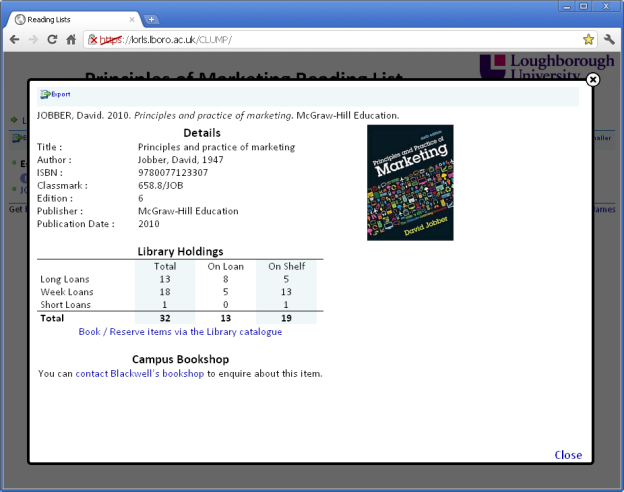 Reading Lists
https://lorls.lboro.ac.uk/CLUMP/
Principles of Marketing Reading List
Loughborough
University
Export
JOBBER, David. 2010. Principles and practice of marketing. McGraw-Hill Education.
Details
Title : Principles and practice of marketing
Author : Jobber, David, 1947
ISBN : 9780077123307
Classmark : 658.8/JOB
Edition : 6
Publisher : McGraw-Hill Education
Publication Date : 2010
sixth edition
Principles and Practice of
Marketing
David Jobber
Library Holdings
Total On Loan On Shelf
Long Loans 13 8 5
Week Loans 18 5 13
Short Loans 1 0 1
Total 32 13 19
Book / Reserve items via the Library catalogue
Campus Bookshop
You can contact Blackwell's bookshop to enquire about this item.
Get
Close